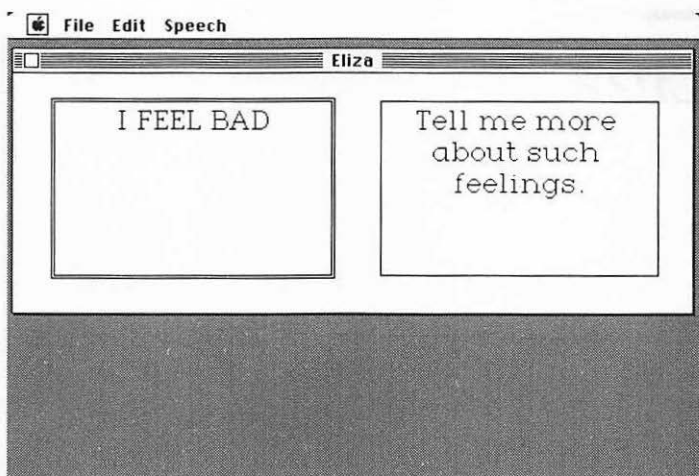 File Edit Speech
Eliza
I FEEL BAD
Tell me more
about such
feelings.